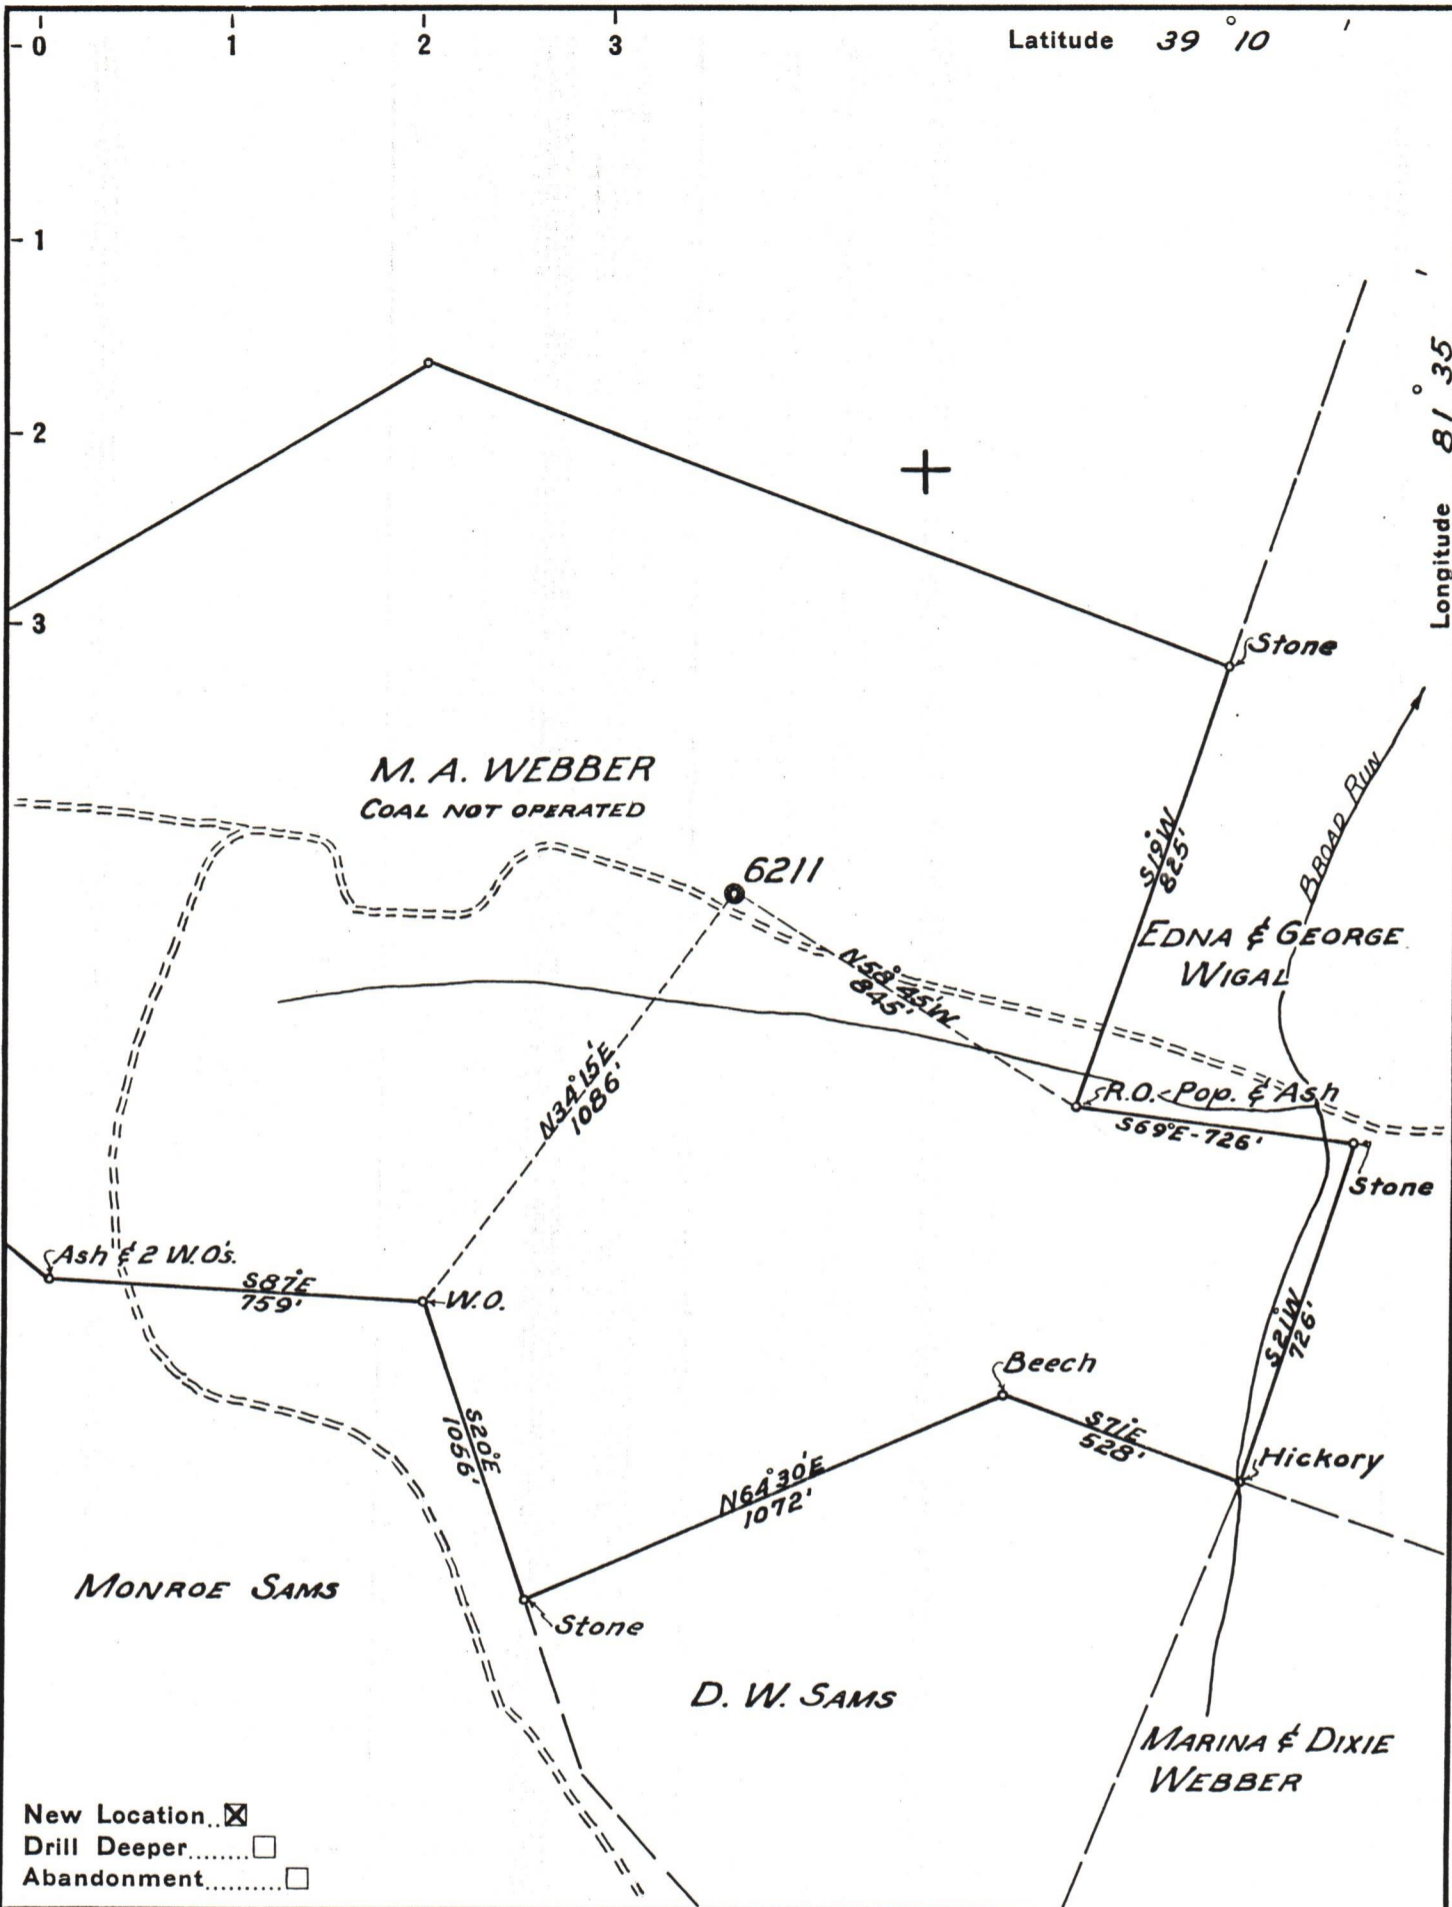 0
1
2
3
Latitude 39° 10'
1
2
3
Longitude 81° 35'
Stone
M. A. WEBBER
COAL NOT OPERATED
BROAD RUN
S19°W
825'
6211
EDNA & GEORGE
WIGAL
N58°45'W
845'
N34°15'E
1086'
R.O. Pop. & Ash
S69°E-726'
Stone
Ash & 2 W.O's.
S87°E
759'
W.O.
S21°W
726'
Beech
S71°E
528'
Hickory
S20°E
1056'
N64°30'E
1072'
MONROE SAMS
Stone
D. W. SAMS
MARINA & DIXIE
WEBBER
New Location..☒
Drill Deeper........☐
Abandonment..........☐